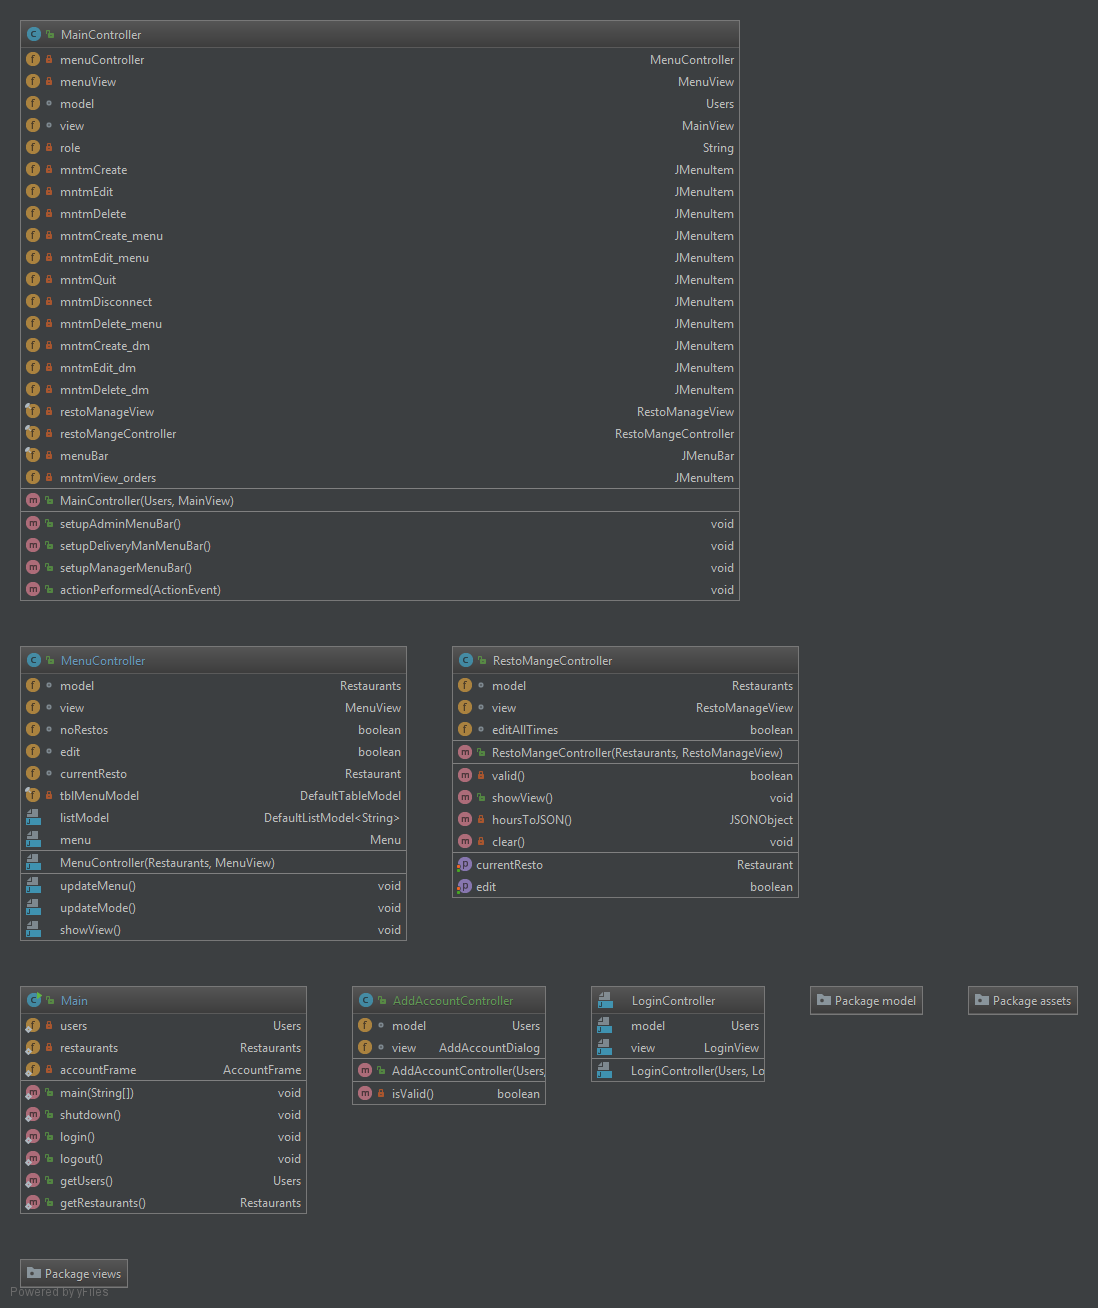 MainController
menuController MenuController
menuView MenuView
model Users
view MainView
role String
mntmCreate JMenuItem
mntmEdit JMenuItem
mntmDelete JMenuItem
mntmCreate_menu JMenuItem
mntmEdit_menu JMenuItem
mntmQuit JMenuItem
mntmDisconnect JMenuItem
mntmDelete_menu JMenuItem
mntmCreate_dm JMenuItem
mntmEdit_dm JMenuItem
mntmDelete_dm JMenuItem
restoManageView RestoManageView
restoMangeController RestoMangeController
menuBar JMenuBar
mntmView_orders JMenuItem
MainController(Users, MainView)
setupAdminMenuBar() void
setupDeliveryManMenuBar() void
setupManagerMenuBar() void
actionPerformed(ActionEvent) void
MenuController
model Restaurants
view MenuView
noRestos boolean
edit boolean
currentResto Restaurant
tblMenuModel DefaultTableModel
listModel DefaultListModel<String>
menu Menu
MenuController(Restaurants, MenuView)
updateMenu() void
updateMode() void
showView() void
RestoMangeController
model Restaurants
view RestoManageView
editAllTimes boolean
RestoMangeController(Restaurants, RestoManageView)
valid() boolean
showView() void
hoursToJSON() JSONObject
clear() void
currentResto Restaurant
edit boolean
Main
users Users
restaurants Restaurants
accountFrame AccountFrame
main(String[]) void
shutdown() void
login() void
logout() void
getUsers() Users
getRestaurants() Restaurants
AddAccountController
model Users
view AddAccountDialog
AddAccountController(Users,
isValid() boolean
LoginController
model Users
view LoginView
LoginController(Users, Lo
Package model
Package assets
Package views
Powered by yFiles